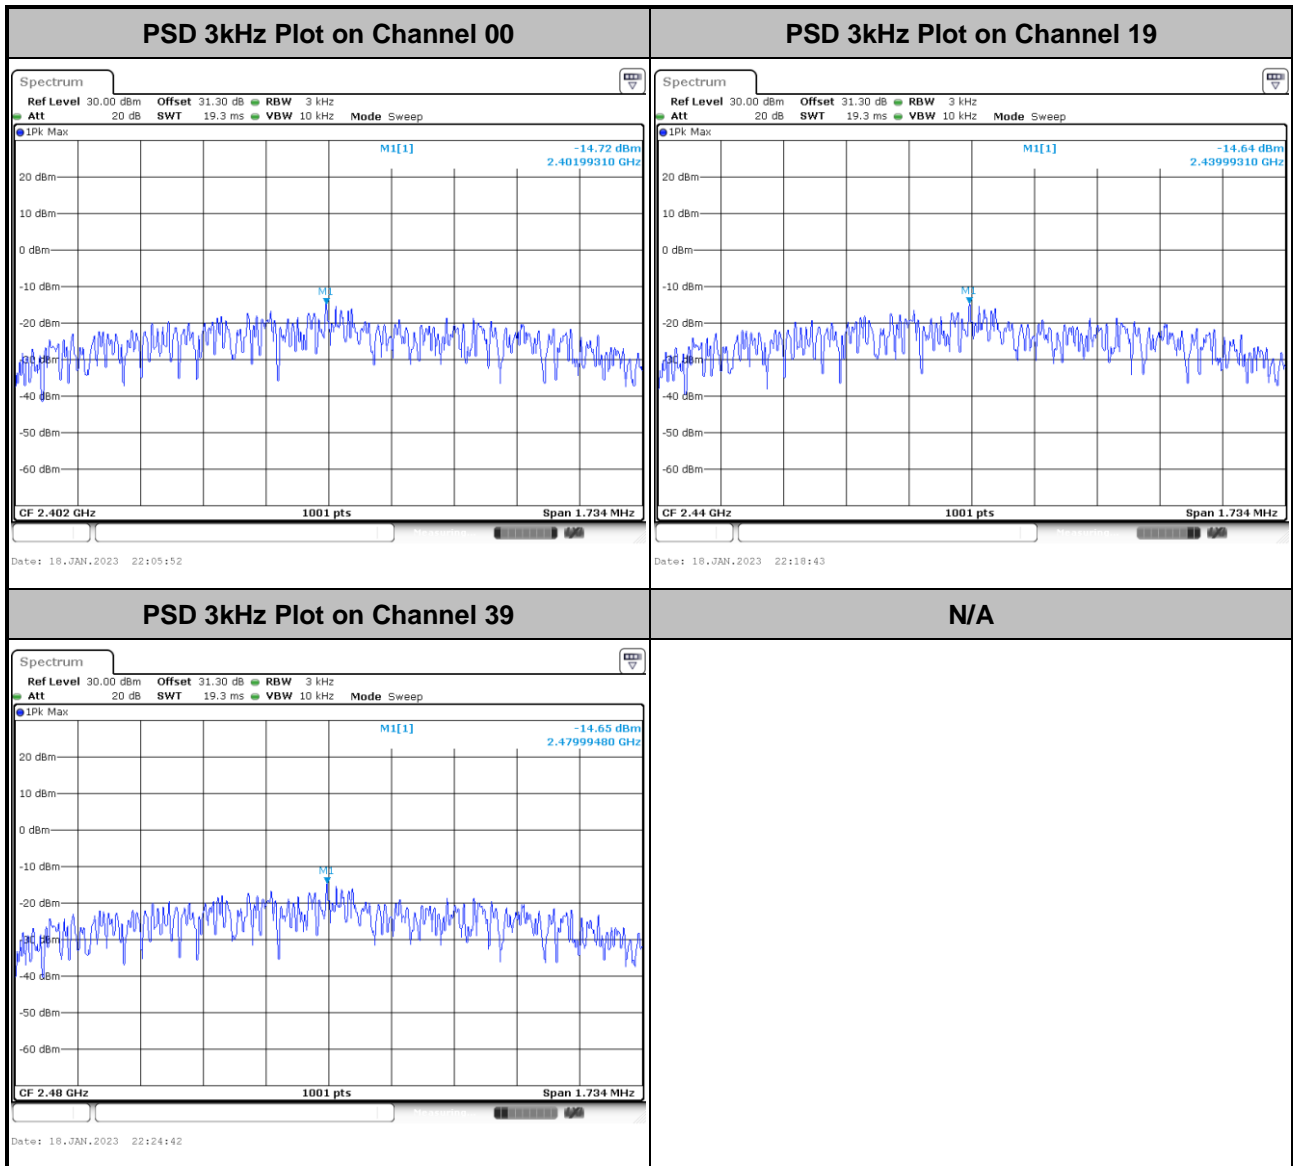 PSD 3kHz Plot on Channel 00
PSD 3kHz Plot on Channel 19
Spectrum
Ref Level 30.00 dBm Offset 31.30 dB RBW 3 kHz
Att 20 dB SWT 19.3 ms VBW 10 kHz Mode Sweep
1Pk Max
M1[1] -14.72 dBm
2.40199310 GHz
20 dBm
10 dBm
0 dBm
-10 dBm
M1
-20 dBm
-30 dBm
-40 dBm
-50 dBm
-60 dBm
CF 2.402 GHz 1001 pts Span 1.734 MHz
Measuring...
Date: 18.JAN.2023 22:05:52
Spectrum
Ref Level 30.00 dBm Offset 31.30 dB RBW 3 kHz
Att 20 dB SWT 19.3 ms VBW 10 kHz Mode Sweep
1Pk Max
M1[1] -14.64 dBm
2.43999310 GHz
20 dBm
10 dBm
0 dBm
-10 dBm
M1
-20 dBm
-30 dBm
-40 dBm
-50 dBm
-60 dBm
CF 2.44 GHz 1001 pts Span 1.734 MHz
Measuring...
Date: 18.JAN.2023 22:18:43
PSD 3kHz Plot on Channel 39
N/A
Spectrum
Ref Level 30.00 dBm Offset 31.30 dB RBW 3 kHz
Att 20 dB SWT 19.3 ms VBW 10 kHz Mode Sweep
1Pk Max
M1[1] -14.65 dBm
2.47999480 GHz
20 dBm
10 dBm
0 dBm
-10 dBm
M1
-20 dBm
-30 dBm
-40 dBm
-50 dBm
-60 dBm
CF 2.48 GHz 1001 pts Span 1.734 MHz
Measuring...
Date: 18.JAN.2023 22:24:42